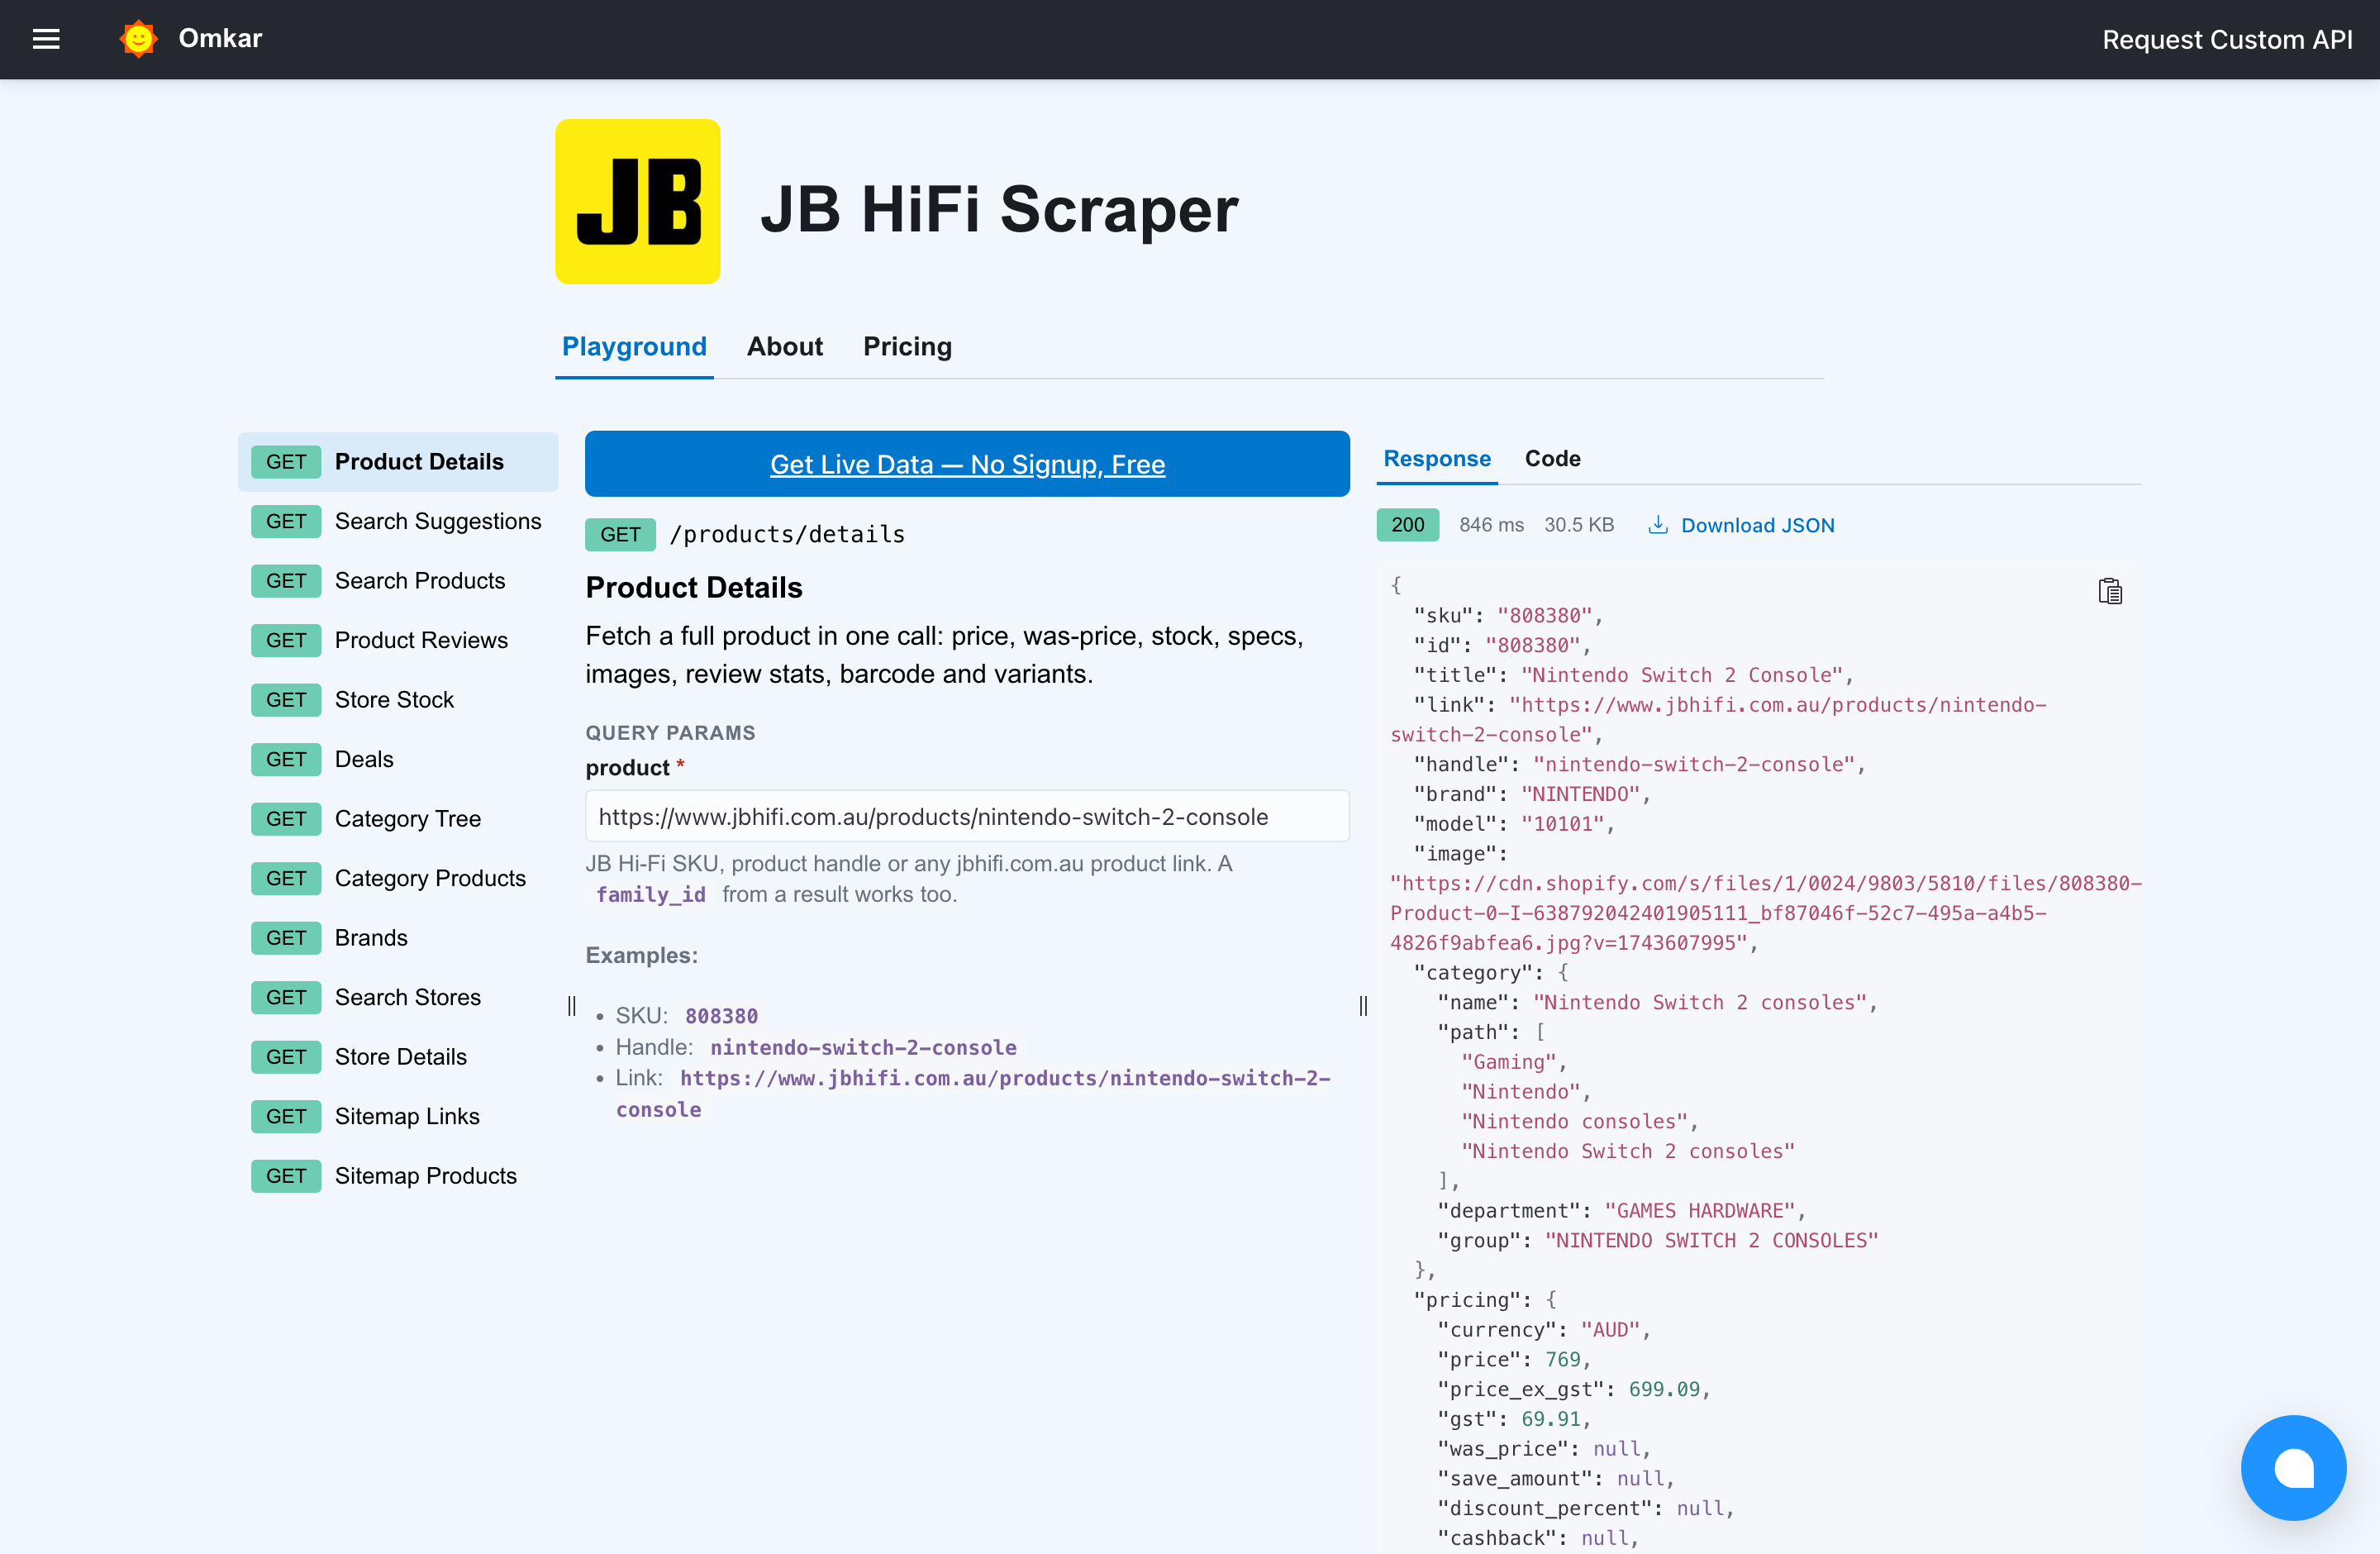 Omkar
Request Custom API
JB
JB HiFi Scraper
Playground
About
Pricing
GET Product Details
GET Search Suggestions
GET Search Products
GET Product Reviews
GET Store Stock
GET Deals
GET Category Tree
GET Category Products
GET Brands
GET Search Stores
GET Store Details
GET Sitemap Links
GET Sitemap Products
Get Live Data — No Signup, Free
GET /products/details
Product Details
Fetch a full product in one call: price, was-price, stock, specs,
images, review stats, barcode and variants.
QUERY PARAMS
product *
https://www.jbhifi.com.au/products/nintendo-switch-2-console
JB Hi-Fi SKU, product handle or any jbhifi.com.au product link. A
family_id from a result works too.
Examples:
• SKU: 808380
• Handle: nintendo-switch-2-console
• Link: https://www.jbhifi.com.au/products/nintendo-switch-2-
console
Response
Code
200 846 ms 30.5 KB Download JSON
{
"sku": "808380",
"id": "808380",
"title": "Nintendo Switch 2 Console",
"link": "https://www.jbhifi.com.au/products/nintendo-
switch-2-console",
"handle": "nintendo-switch-2-console",
"brand": "NINTENDO",
"model": "10101",
"image":
"https://cdn.shopify.com/s/files/1/0024/9803/5810/files/808380-
Product-0-I-638792042401905111_bf87046f-52c7-495a-a4b5-
4826f9abfea6.jpg?v=1743607995",
"category": {
"name": "Nintendo Switch 2 consoles",
"path": [
"Gaming",
"Nintendo",
"Nintendo consoles",
"Nintendo Switch 2 consoles"
],
"department": "GAMES HARDWARE",
"group": "NINTENDO SWITCH 2 CONSOLES"
},
"pricing": {
"currency": "AUD",
"price": 769,
"price_ex_gst": 699.09,
"gst": 69.91,
"was_price": null,
"save_amount": null,
"discount_percent": null,
"cashback": null,